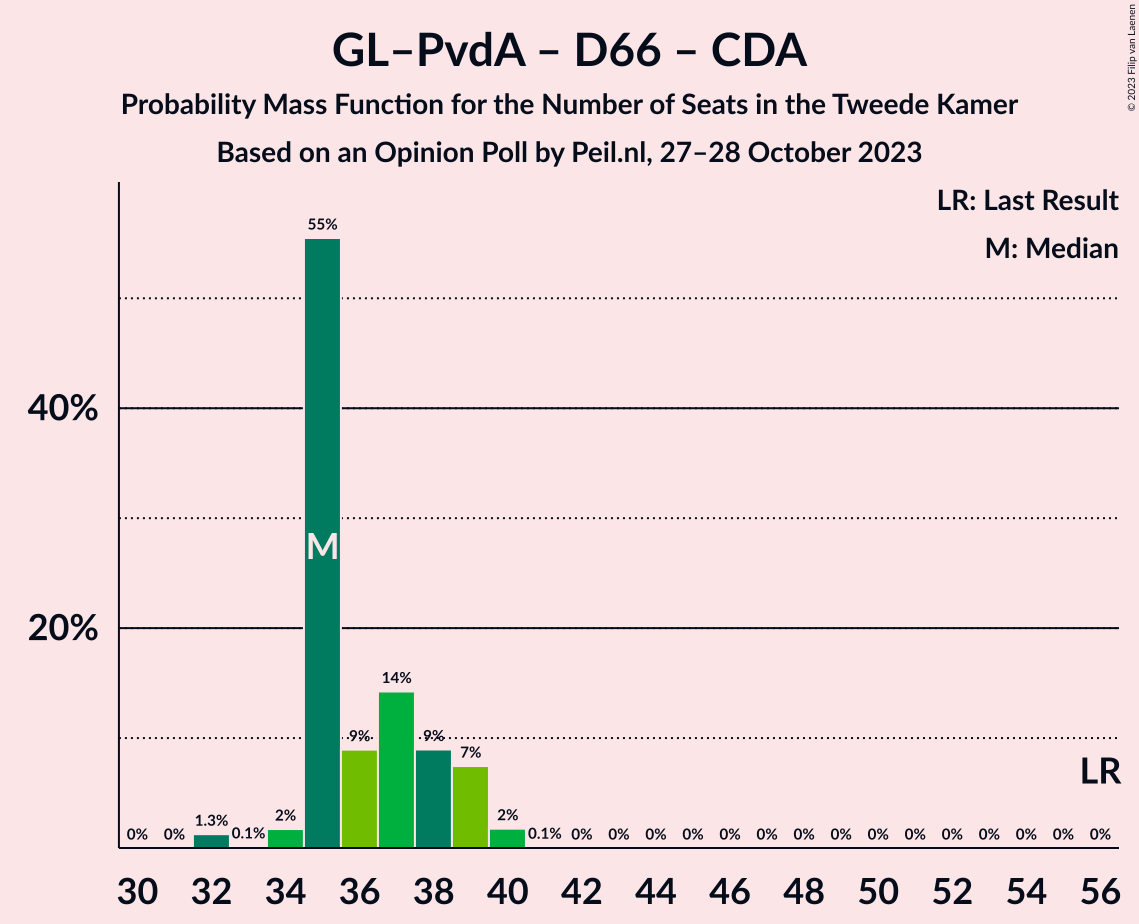 GL–PvdA – D66 – CDA
Probability Mass Function for the Number of Seats in the Tweede Kamer
Based on an Opinion Poll by Peil.nl, 27–28 October 2023
© 2023 Filip van Laenen
LR: Last Result
M: Median
55%
40%
M
20%
14%
9%
9%
7%
LR
0% 0% 1.3% 0.1% 2% 2% 0.1% 0% 0% 0% 0% 0% 0% 0% 0% 0% 0% 0% 0% 0% 0% 0%
30 32 34 36 38 40 42 44 46 48 50 52 54 56